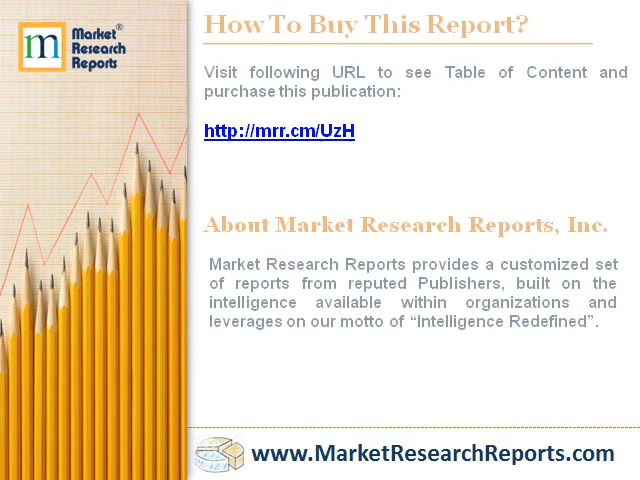 m
Market®
Research
Reports
How To Buy This Report?
Visit following URL to see Table of Content and
purchase this publication:
http://mrr.cm/UzH
About Market Research Reports, Inc.
Market Research Reports provides a customized set
of reports from reputed Publishers, built on the
intelligence available within organizations and
leverages on our motto of “Intelligence Redefined”.
www.MarketResearchReports.com